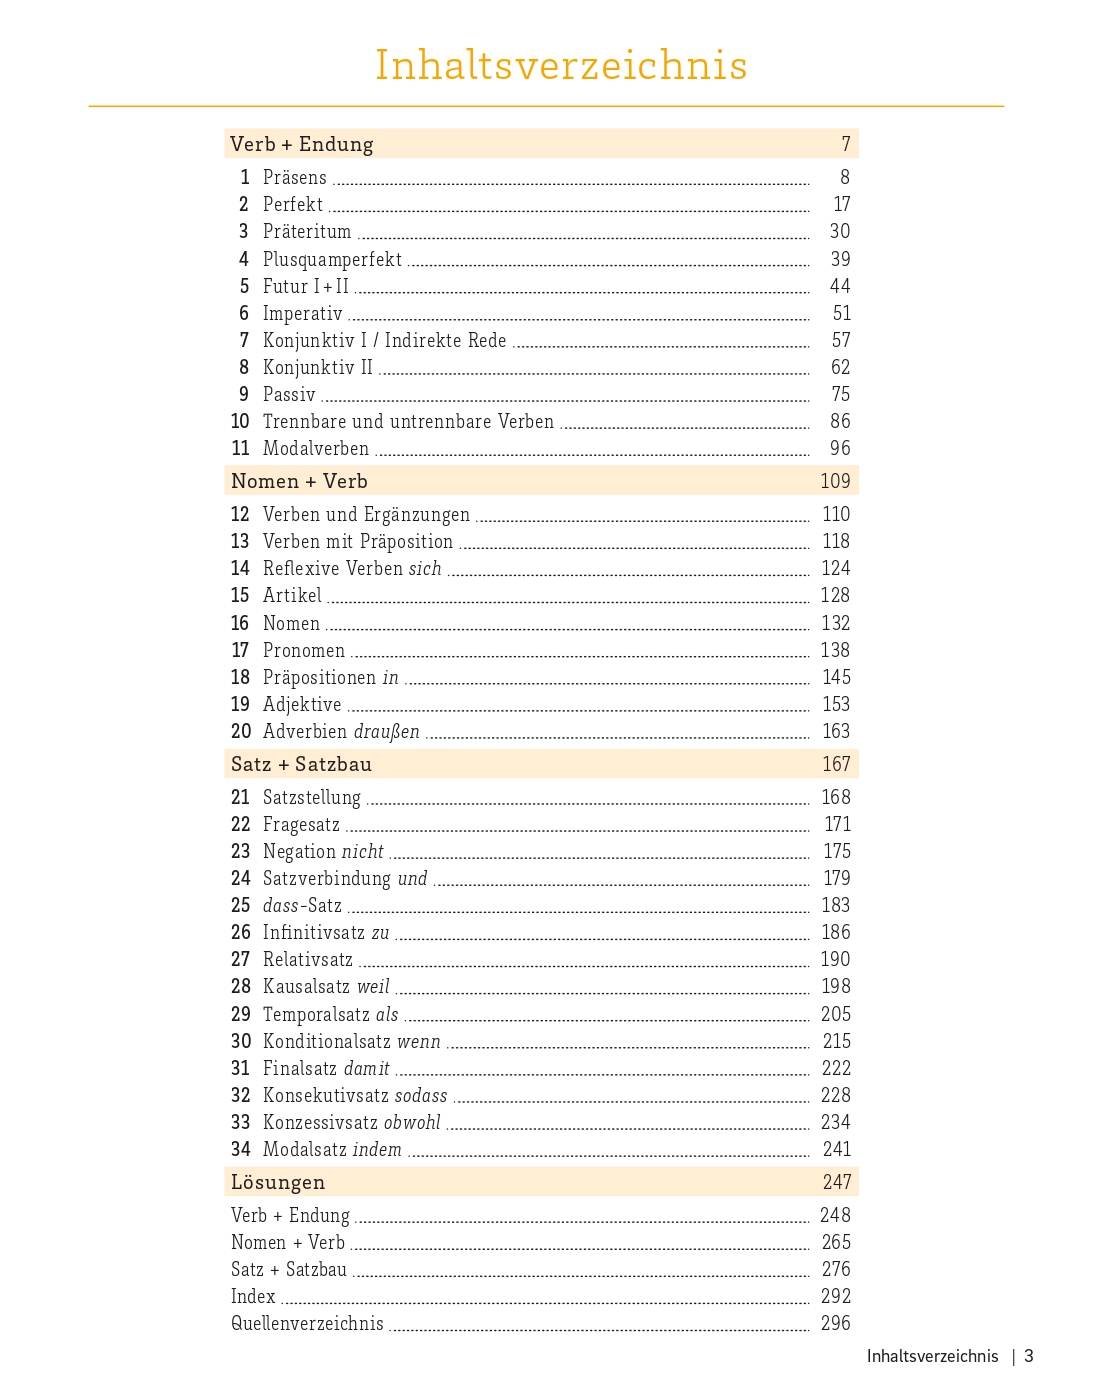 Inhaltsverzeichnis
Verb + Endung 7
1 Präsens 8
2 Perfekt 17
3 Präteritum 30
4 Plusquamperfekt 39
5 Futur I + II 44
6 Imperativ 51
7 Konjunktiv I / Indirekte Rede 57
8 Konjunktiv II 62
9 Passiv 75
10 Trennbare und untrennbare Verben 86
11 Modalverben 96
Nomen + Verb 109
12 Verben und Ergänzungen 110
13 Verben mit Präposition 118
14 Reflexive Verben sich 124
15 Artikel 128
16 Nomen 132
17 Pronomen 138
18 Präpositionen in 145
19 Adjektive 153
20 Adverbien draußen 163
Satz + Satzbau 167
21 Satzstellung 168
22 Fragesatz 171
23 Negation nicht 175
24 Satzverbindung und 179
25 dass-Satz 183
26 Infinitivsatz zu 186
27 Relativsatz 190
28 Kausalsatz weil 198
29 Temporalsatz als 205
30 Konditionalsatz wenn 215
31 Finalsatz damit 222
32 Konsekutivsatz sodass 228
33 Konzessivsatz obwohl 234
34 Modalsatz indem 241
Lösungen 247
Verb + Endung 248
Nomen + Verb 265
Satz + Satzbau 276
Index 292
Quellenverzeichnis 296
Inhaltsverzeichnis | 3